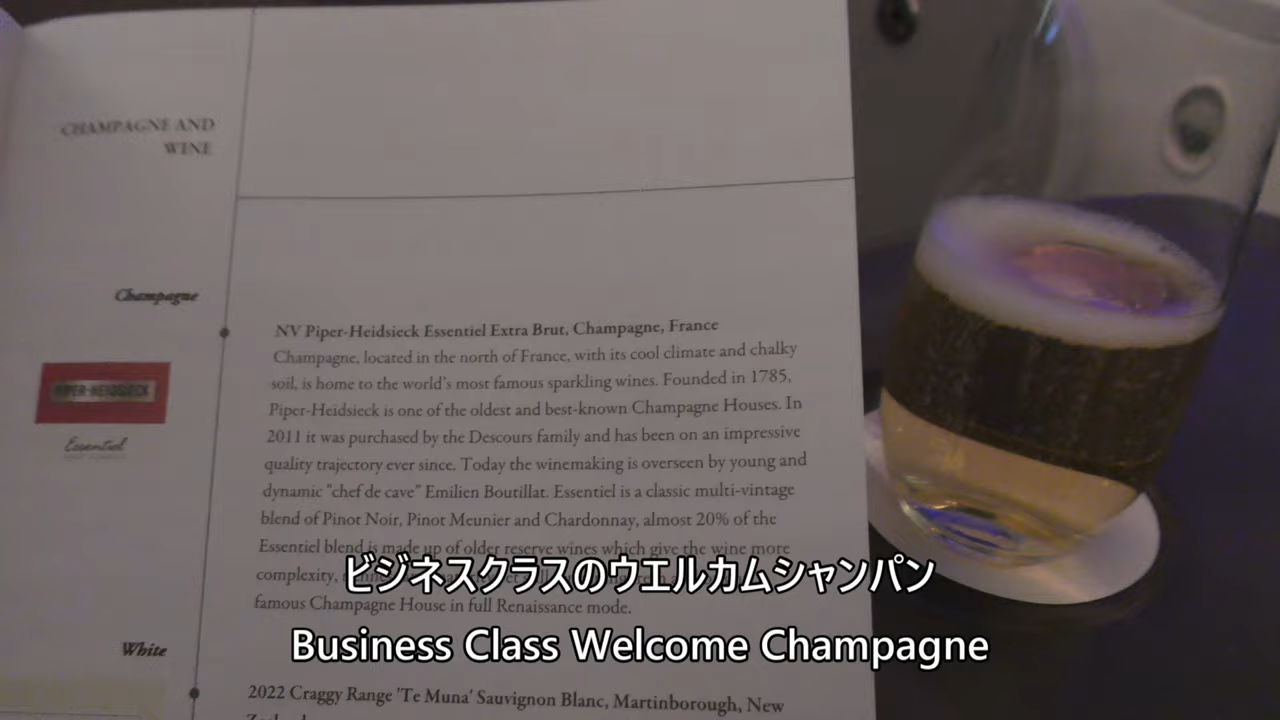 CHAMPAGNE AND
WINE
Champagne
PIPER-HEIDSIECK
Essentiel
NV Piper-Heidsieck Essentiel Extra Brut, Champagne, France
Champagne, located in the north of France, with its cool climate and chalky
soil, is home to the world's most famous sparkling wines. Founded in 1785,
Piper-Heidsieck is one of the oldest and best-known Champagne Houses. In
2011 it was purchased by the Descours family and has been on an impressive
quality trajectory ever since. Today the winemaking is overseen by young and
dynamic "chef de cave" Emilien Boutillat. Essentiel is a classic multi-vintage
blend of Pinot Noir, Pinot Meunier and Chardonnay, almost 20% of the
Essentiel blend is made up of older reserve wines which give the wine more
complexity,
famous Champagne House in full Renaissance mode.
ビジネスクラスのウエルカムシャンパン
Business Class Welcome Champagne
White
2022 Craggy Range 'Te Muna' Sauvignon Blanc, Martinborough, New